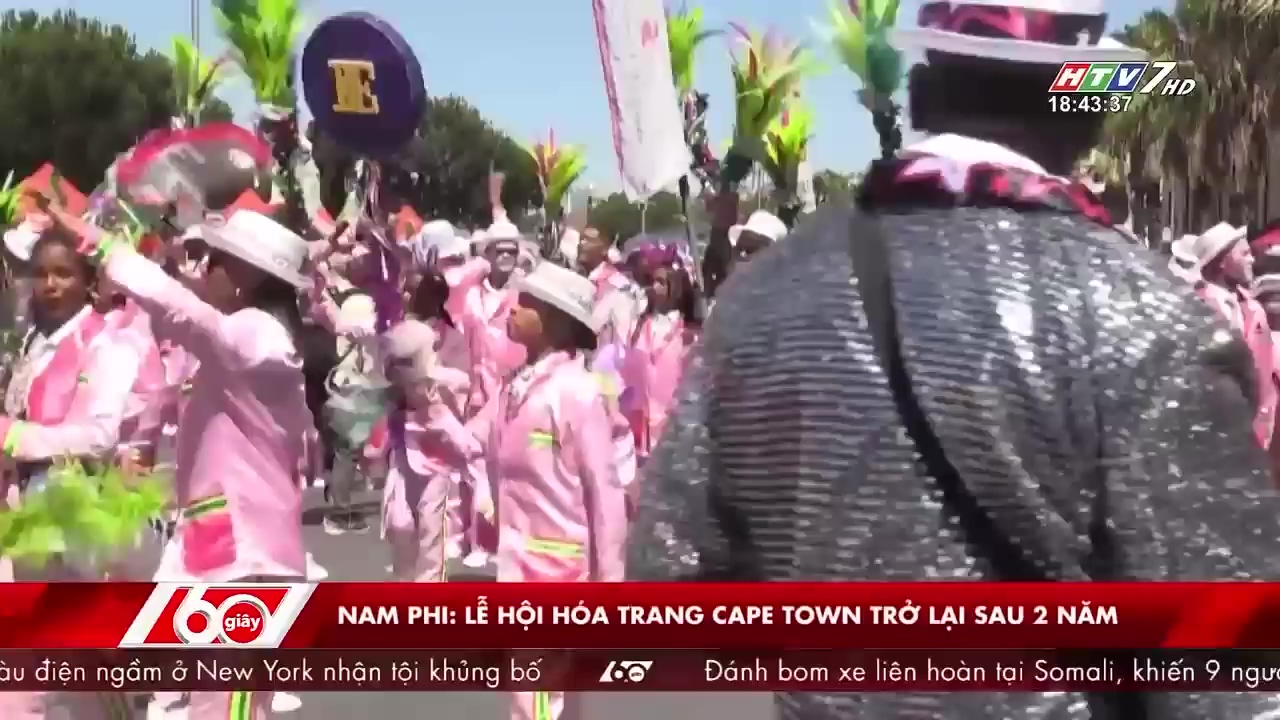 HTV7 HD
18:43:37
60 giây
NAM PHI: LỄ HỘI HÓA TRANG CAPE TOWN TRỞ LẠI SAU 2 NĂM
điện ngầm ở New York nhận tội khủng bố
60
Đánh bom xe liên hoàn tại Somali, khiến 9